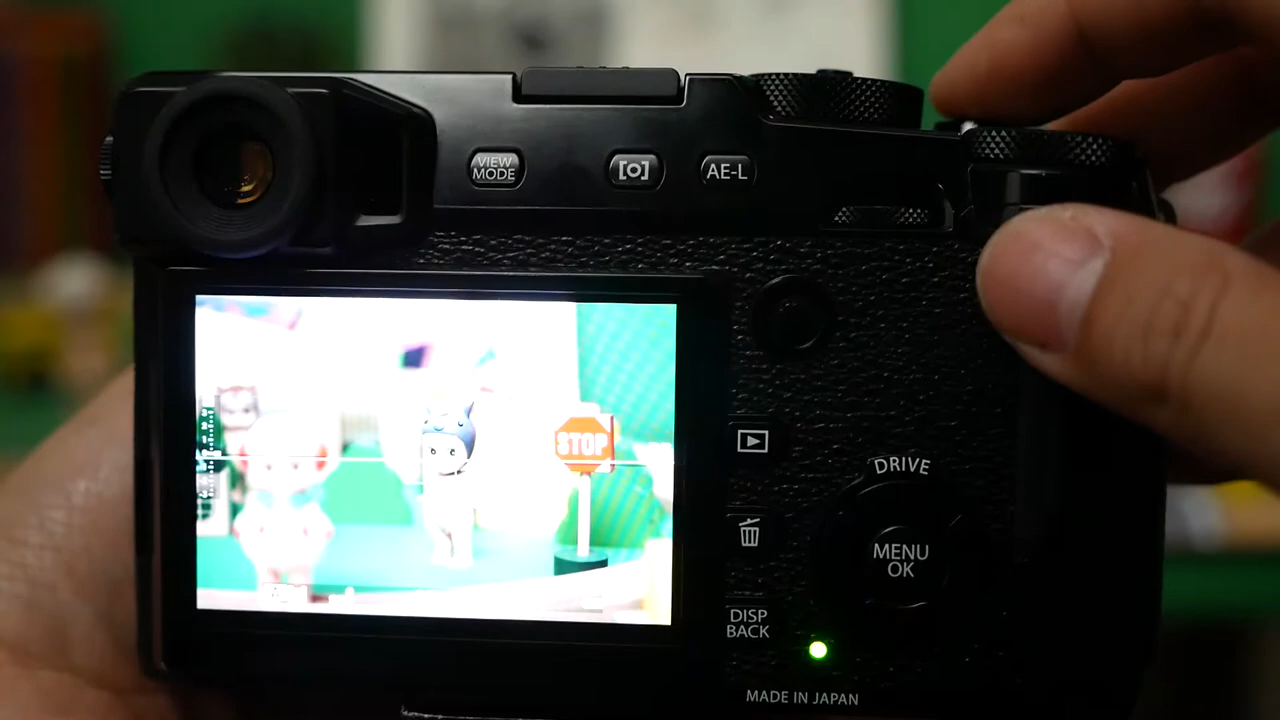 VIEW
MODE
[o]
AE-L
STOP
DRIVE
MENU
OK
DISP
BACK
MADE IN JAPAN